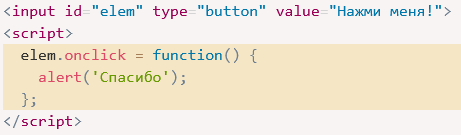 <input id="elem" type="button" value="Нажми меня!">
<script>
  elem.onclick = function() {
    alert('Спасибо');
  };
</script>